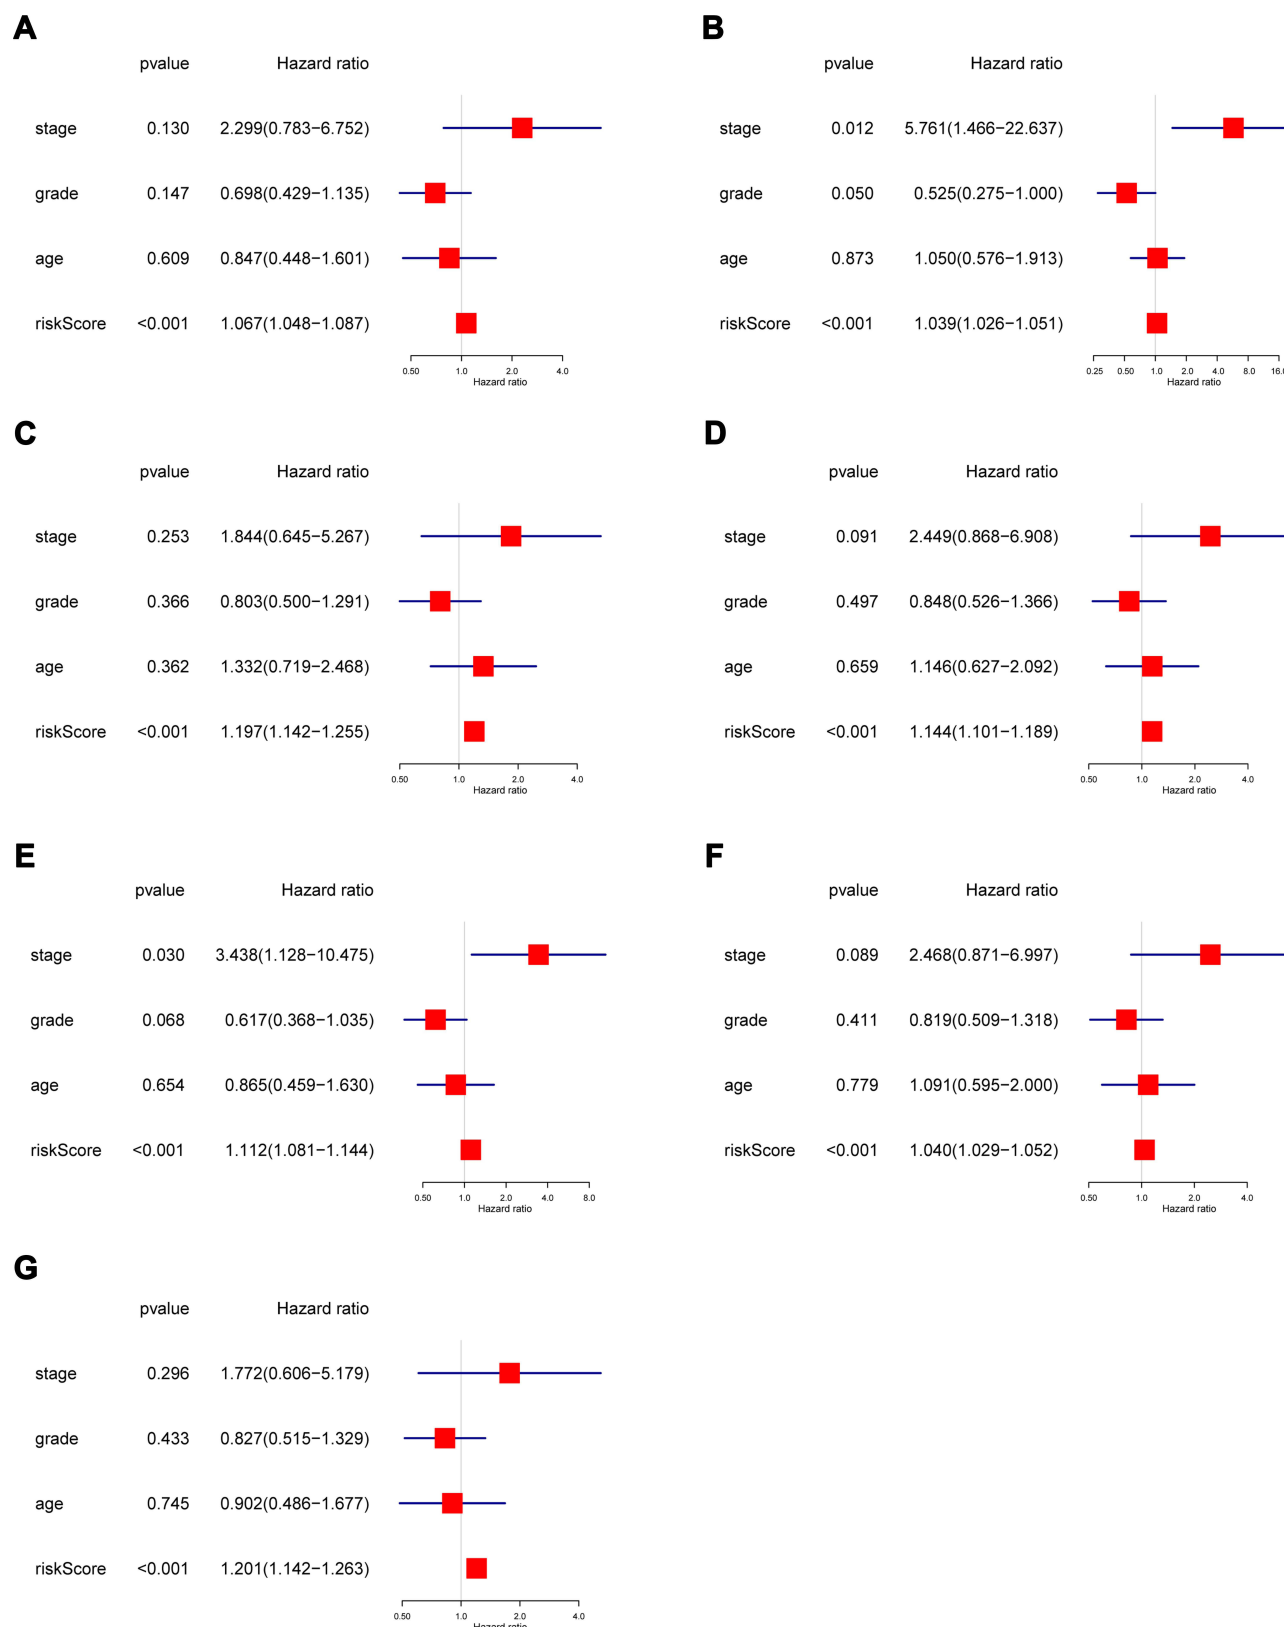 A
pvalue Hazard ratio
stage 0.130 2.299(0.783−6.752)
grade 0.147 0.698(0.429−1.135)
age 0.609 0.847(0.448−1.601)
riskScore <0.001 1.067(1.048−1.087)
0.50 1.0 2.0 4.0
Hazard ratio
B
pvalue Hazard ratio
stage 0.012 5.761(1.466−22.637)
grade 0.050 0.525(0.275−1.000)
age 0.873 1.050(0.576−1.913)
riskScore <0.001 1.039(1.026−1.051)
0.25 0.50 1.0 2.0 4.0 8.0 16.0
Hazard ratio
C
pvalue Hazard ratio
stage 0.253 1.844(0.645−5.267)
grade 0.366 0.803(0.500−1.291)
age 0.362 1.332(0.719−2.468)
riskScore <0.001 1.197(1.142−1.255)
0.50 1.0 2.0 4.0
Hazard ratio
D
pvalue Hazard ratio
stage 0.091 2.449(0.868−6.908)
grade 0.497 0.848(0.526−1.366)
age 0.659 1.146(0.627−2.092)
riskScore <0.001 1.144(1.101−1.189)
0.50 1.0 2.0 4.0
Hazard ratio
E
pvalue Hazard ratio
stage 0.030 3.438(1.128−10.475)
grade 0.068 0.617(0.368−1.035)
age 0.654 0.865(0.459−1.630)
riskScore <0.001 1.112(1.081−1.144)
0.50 1.0 2.0 4.0 8.0
Hazard ratio
F
pvalue Hazard ratio
stage 0.089 2.468(0.871−6.997)
grade 0.411 0.819(0.509−1.318)
age 0.779 1.091(0.595−2.000)
riskScore <0.001 1.040(1.029−1.052)
0.50 1.0 2.0 4.0
Hazard ratio
G
pvalue Hazard ratio
stage 0.296 1.772(0.606−5.179)
grade 0.433 0.827(0.515−1.329)
age 0.745 0.902(0.486−1.677)
riskScore <0.001 1.201(1.142−1.263)
0.50 1.0 2.0 4.0
Hazard ratio